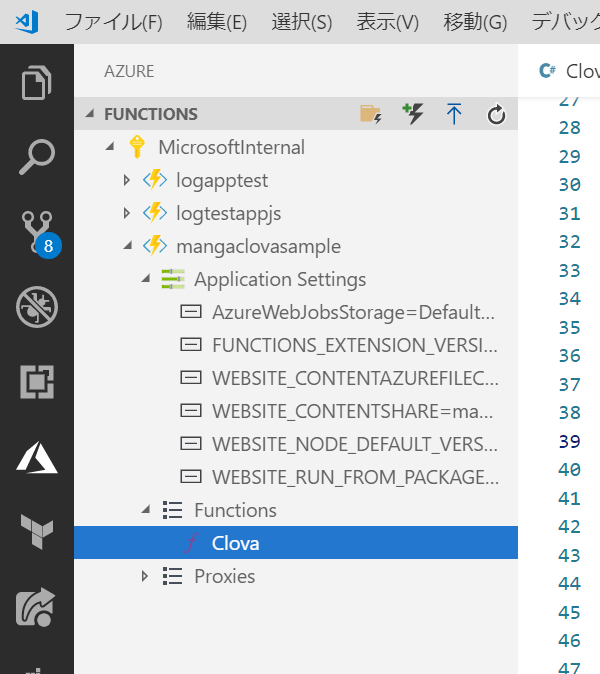 ファイル(F) 編集(E) 選択(S) 表示(V) 移動(G) デバッグ
AZURE
C# Clova
FUNCTIONS
MicrosoftInternal
logapptest
logtestappjs
mangaclovasample
Application Settings
AzureWebJobsStorage=Default...
FUNCTIONS_EXTENSION_VERSI...
WEBSITE_CONTENTAZUREFILEC...
WEBSITE_CONTENTSHARE=ma...
WEBSITE_NODE_DEFAULT_VERS...
WEBSITE_RUN_FROM_PACKAGE...
Functions
f Clova
Proxies
8
27
28
29
30
31
32
33
34
35
36
37
38
39
40
41
42
43
44
45
46
47